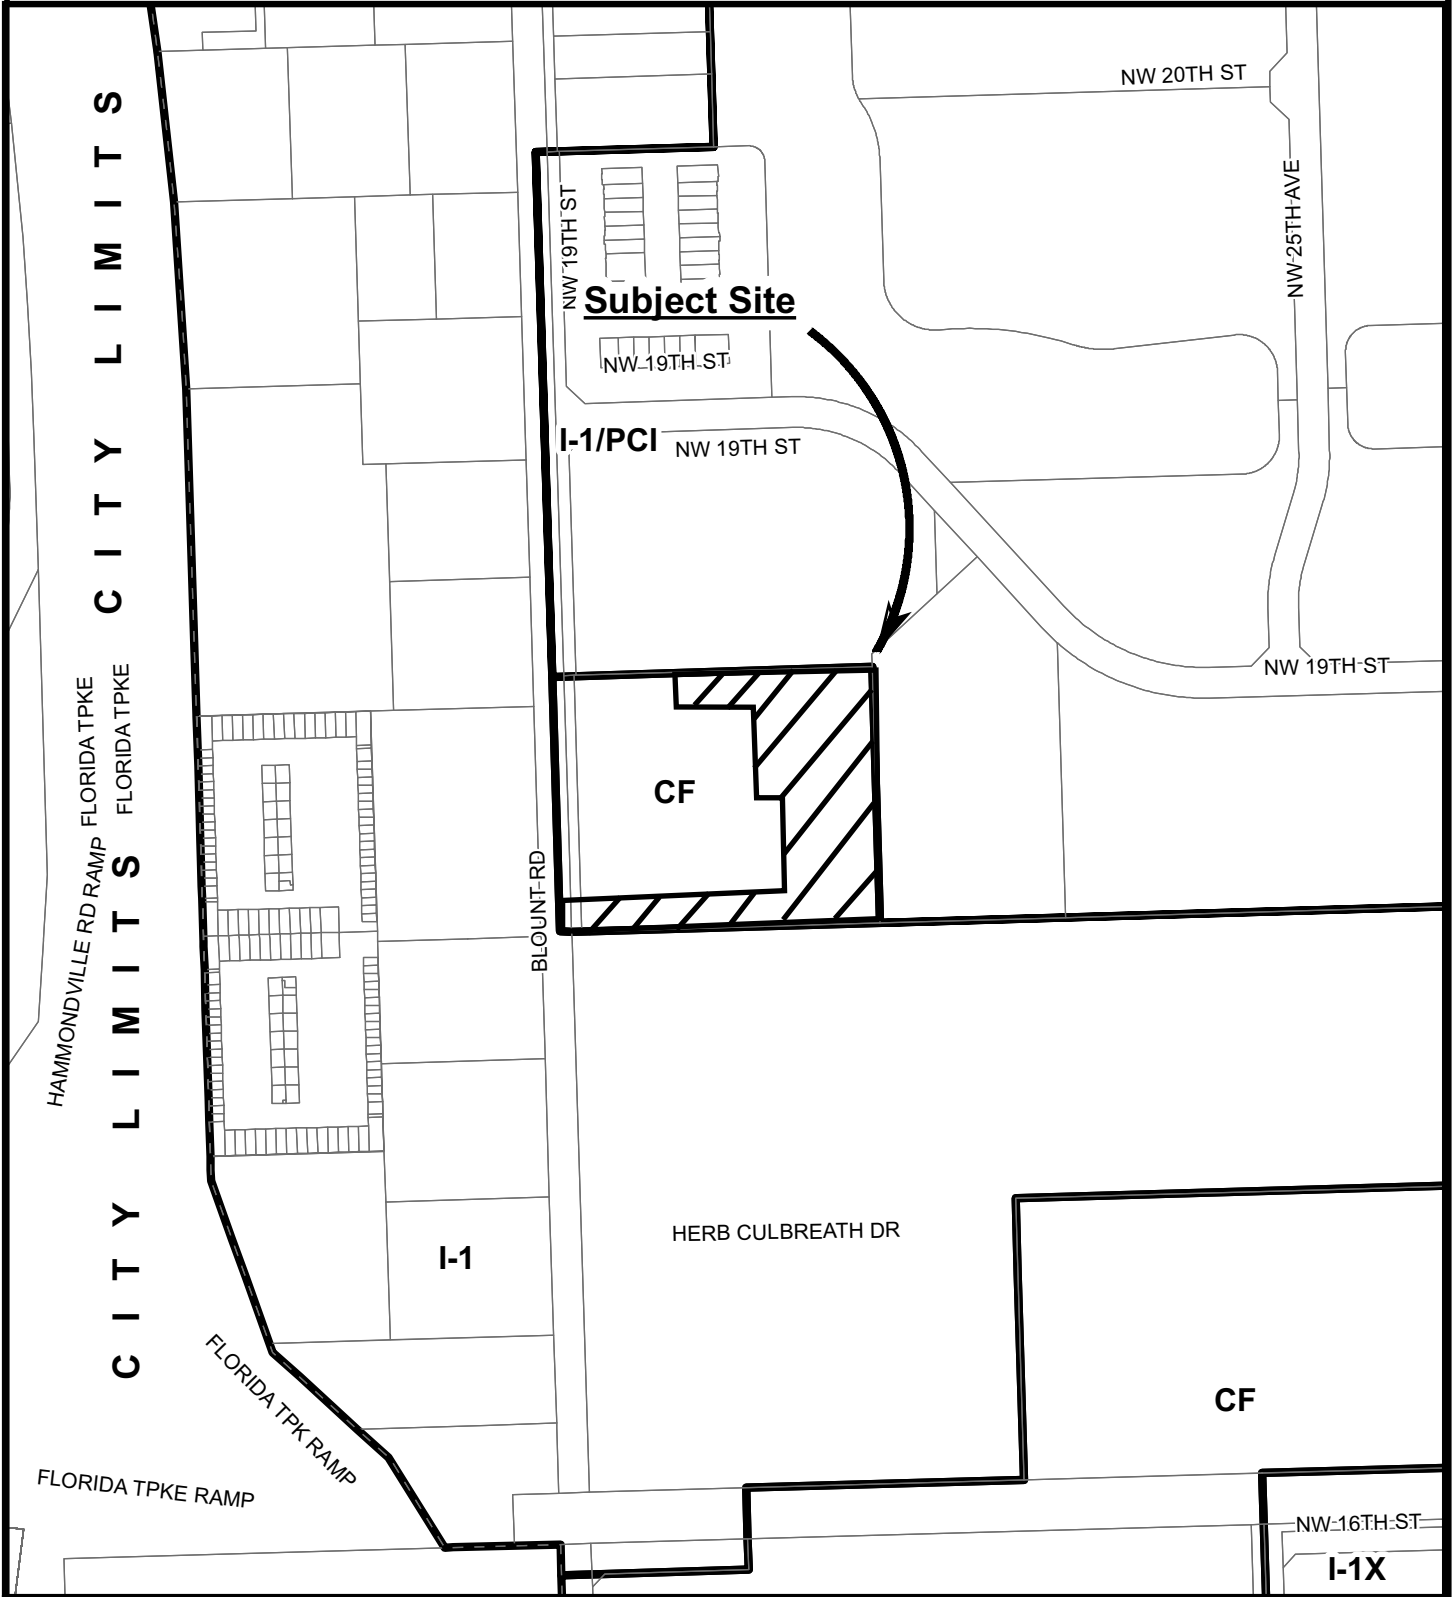 NW 20TH ST
CITY LIMITS
NW 25TH AVE
NW 19TH ST
Subject Site
NW 19TH ST
I-1/PCI
NW 19TH ST
NW 19TH ST
FLORIDA TPKE
FLORIDA TPKE
CF
HAMMONDVILLE RD RAMP
CITY LIMITS
BLOUNT RD
HERB CULBREATH DR
I-1
FLORIDA TPK RAMP
CF
FLORIDA TPKE RAMP
NW 16TH ST
I-1X